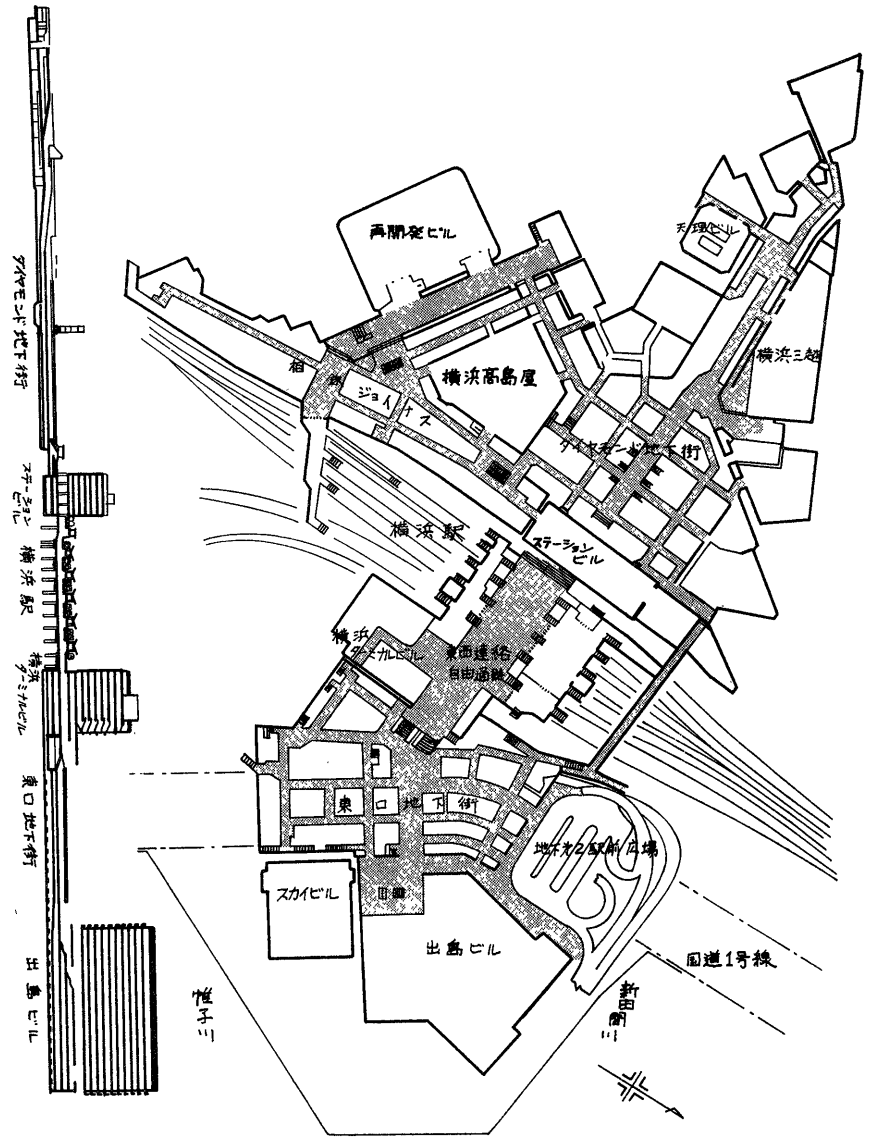 ダイヤモンド地下街
ステーション
ビル
横浜駅
横浜
ターミナルビル
東口地下街
出島ビル
再開発ビル
天理ビル
横浜三越
相鉄
ジョイナス
横浜高島屋
ダイヤモンド地下街
横浜駅
ステーション
ビル
横浜
ターミナルビル
東西連絡
自由通路
東口地下街
地下第2駅前広場
スカイビル
出島ビル
国道1号線
帷子川
新田間川